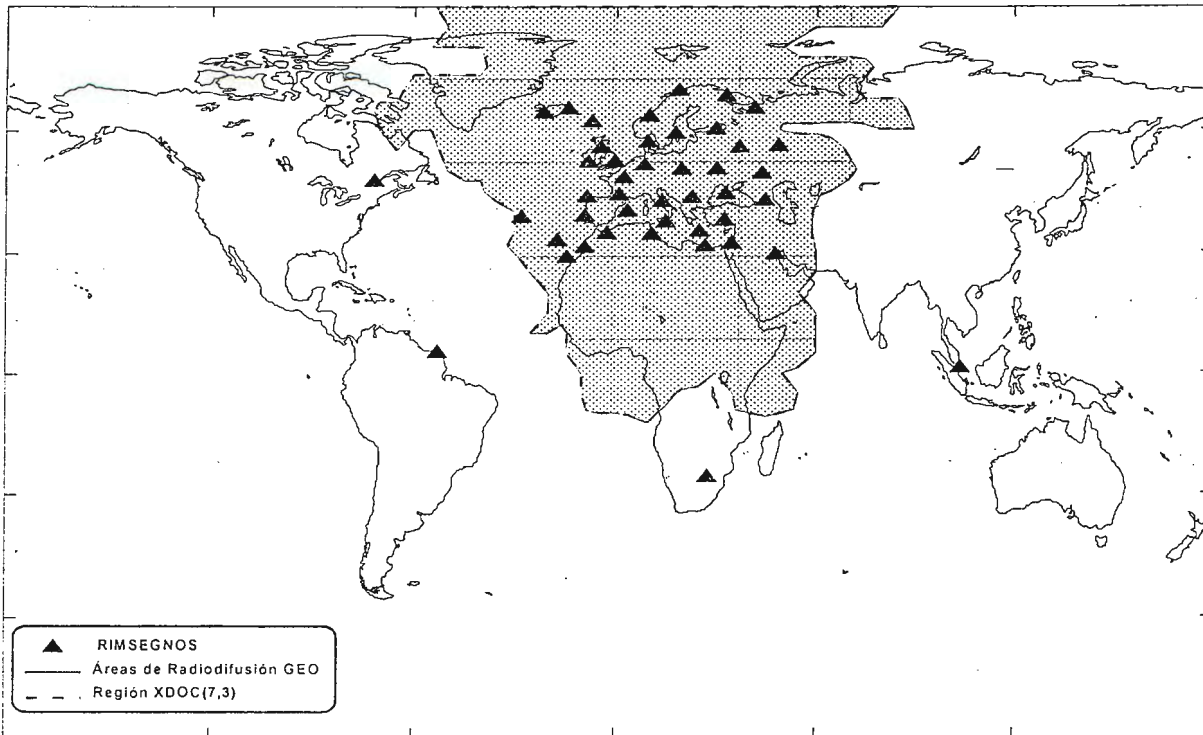 RIMSEGNOS
Áreas de Radiodifusión GEO
Región XDOC(7,3)